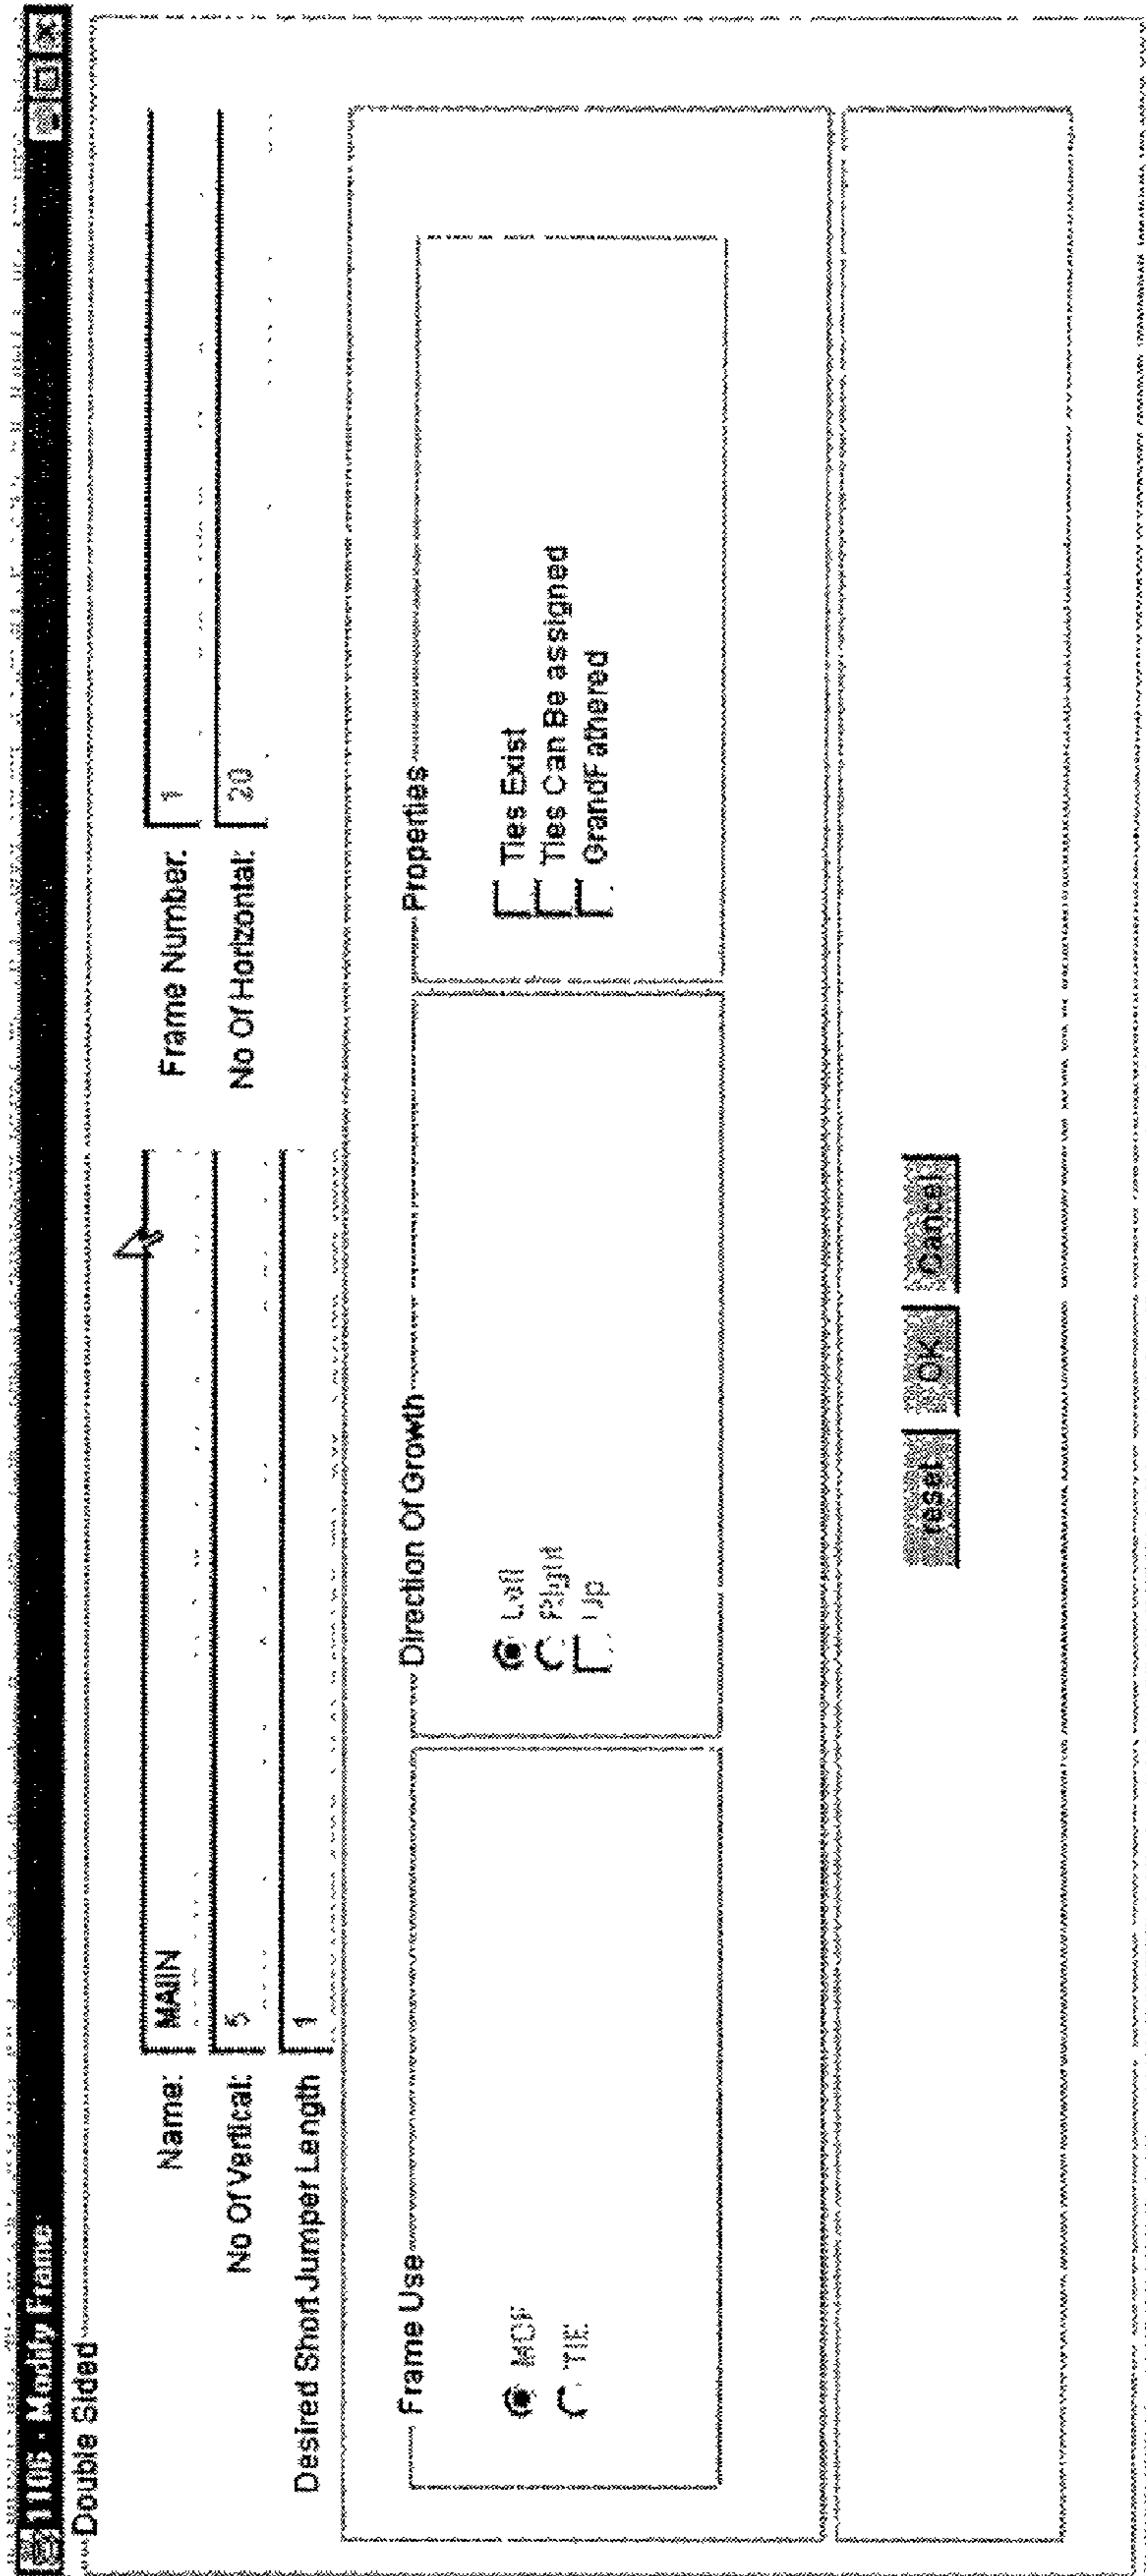 1106 - Modify Frame
Double Sided
Name: MAIN Frame Number: 1
No Of Vertical: 5 No Of Horizontal: 20
Desired Short Jumper Length 1
Frame Use Direction Of Growth Properties
MDF Left Ties Exist
TIE Right Ties Can Be assigned
Up GrandFathered
reset OK Cancel